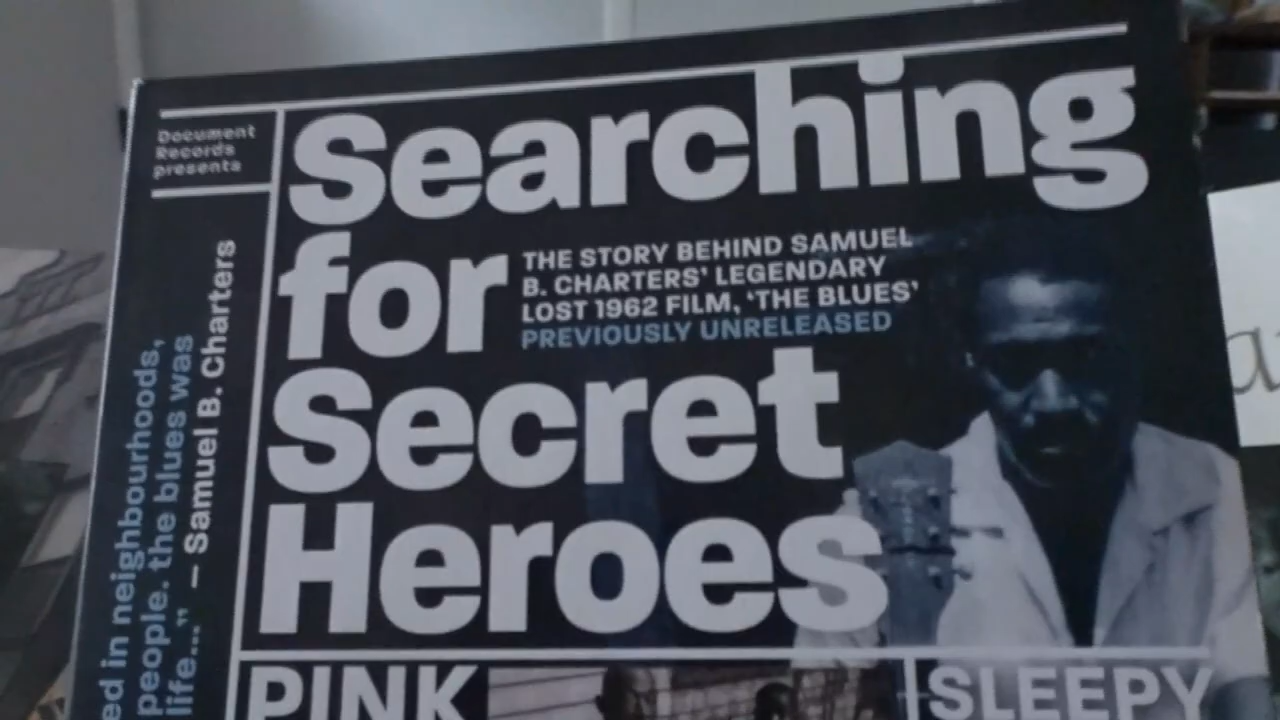 Document
Records
presents
Searching
for
THE STORY BEHIND SAMUEL
B. CHARTERS' LEGENDARY
LOST 1962 FILM, 'THE BLUES'
PREVIOUSLY UNRELEASED
Secret
Heroes
ed in neighbourhoods,
people. the blues was
life...” – Samuel B. Charters
PINK
SLEEPY